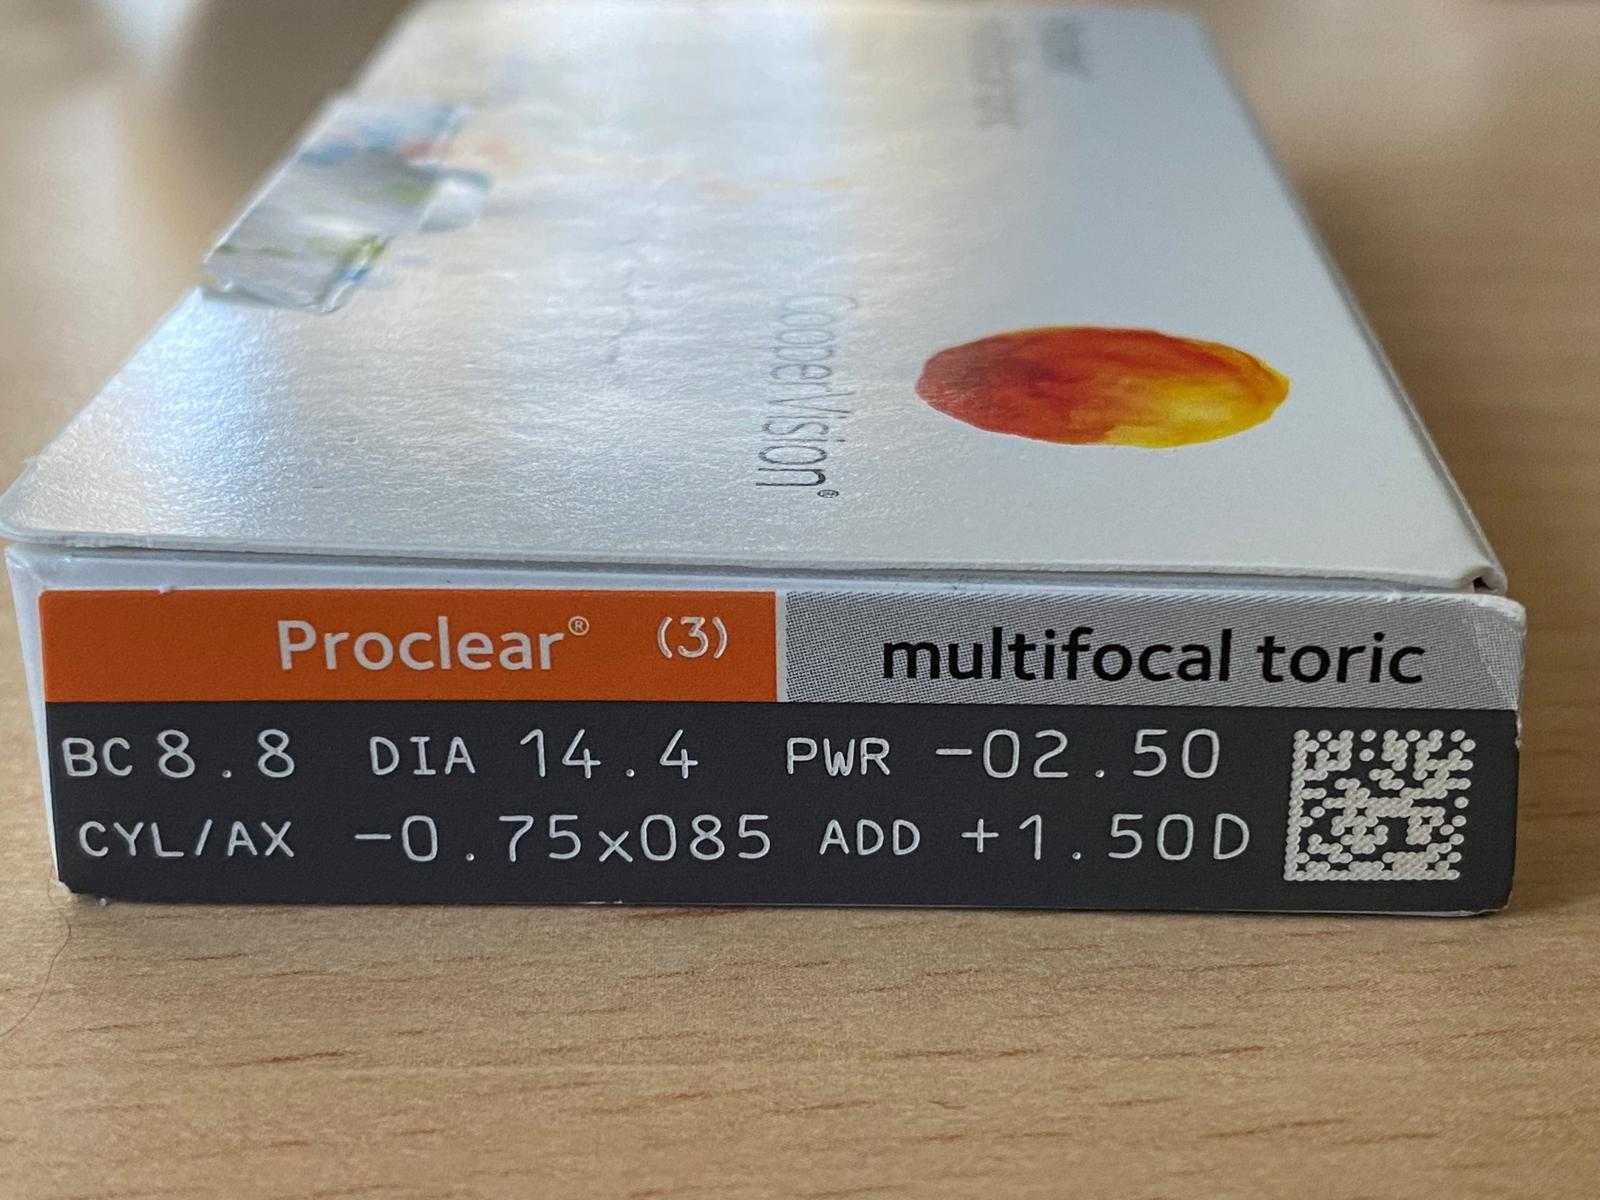 CooperVision®
Proclear® (3) multifocal toric
BC 8.8 DIA 14.4 PWR -02.50
CYL/AX -0.75x085 ADD +1.50D